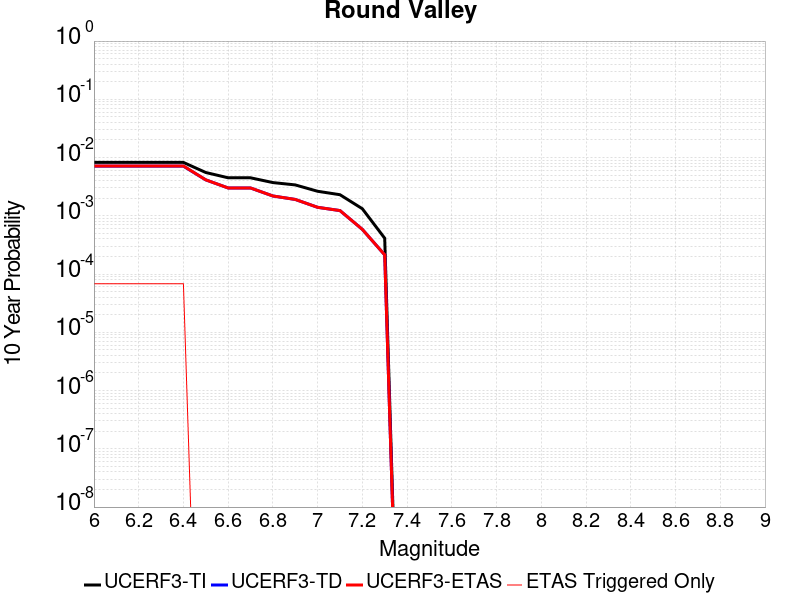 Round Valley
10 0
10 -1
10 -2
10 -3
10 -4
10 -5
10 -6
10 -7
10 -8
10 Year Probability
6 6.2 6.4 6.6 6.8 7 7.2 7.4 7.6 7.8 8 8.2 8.4 8.6 8.8 9
Magnitude
UCERF3-TI UCERF3-TD UCERF3-ETAS ETAS Triggered Only